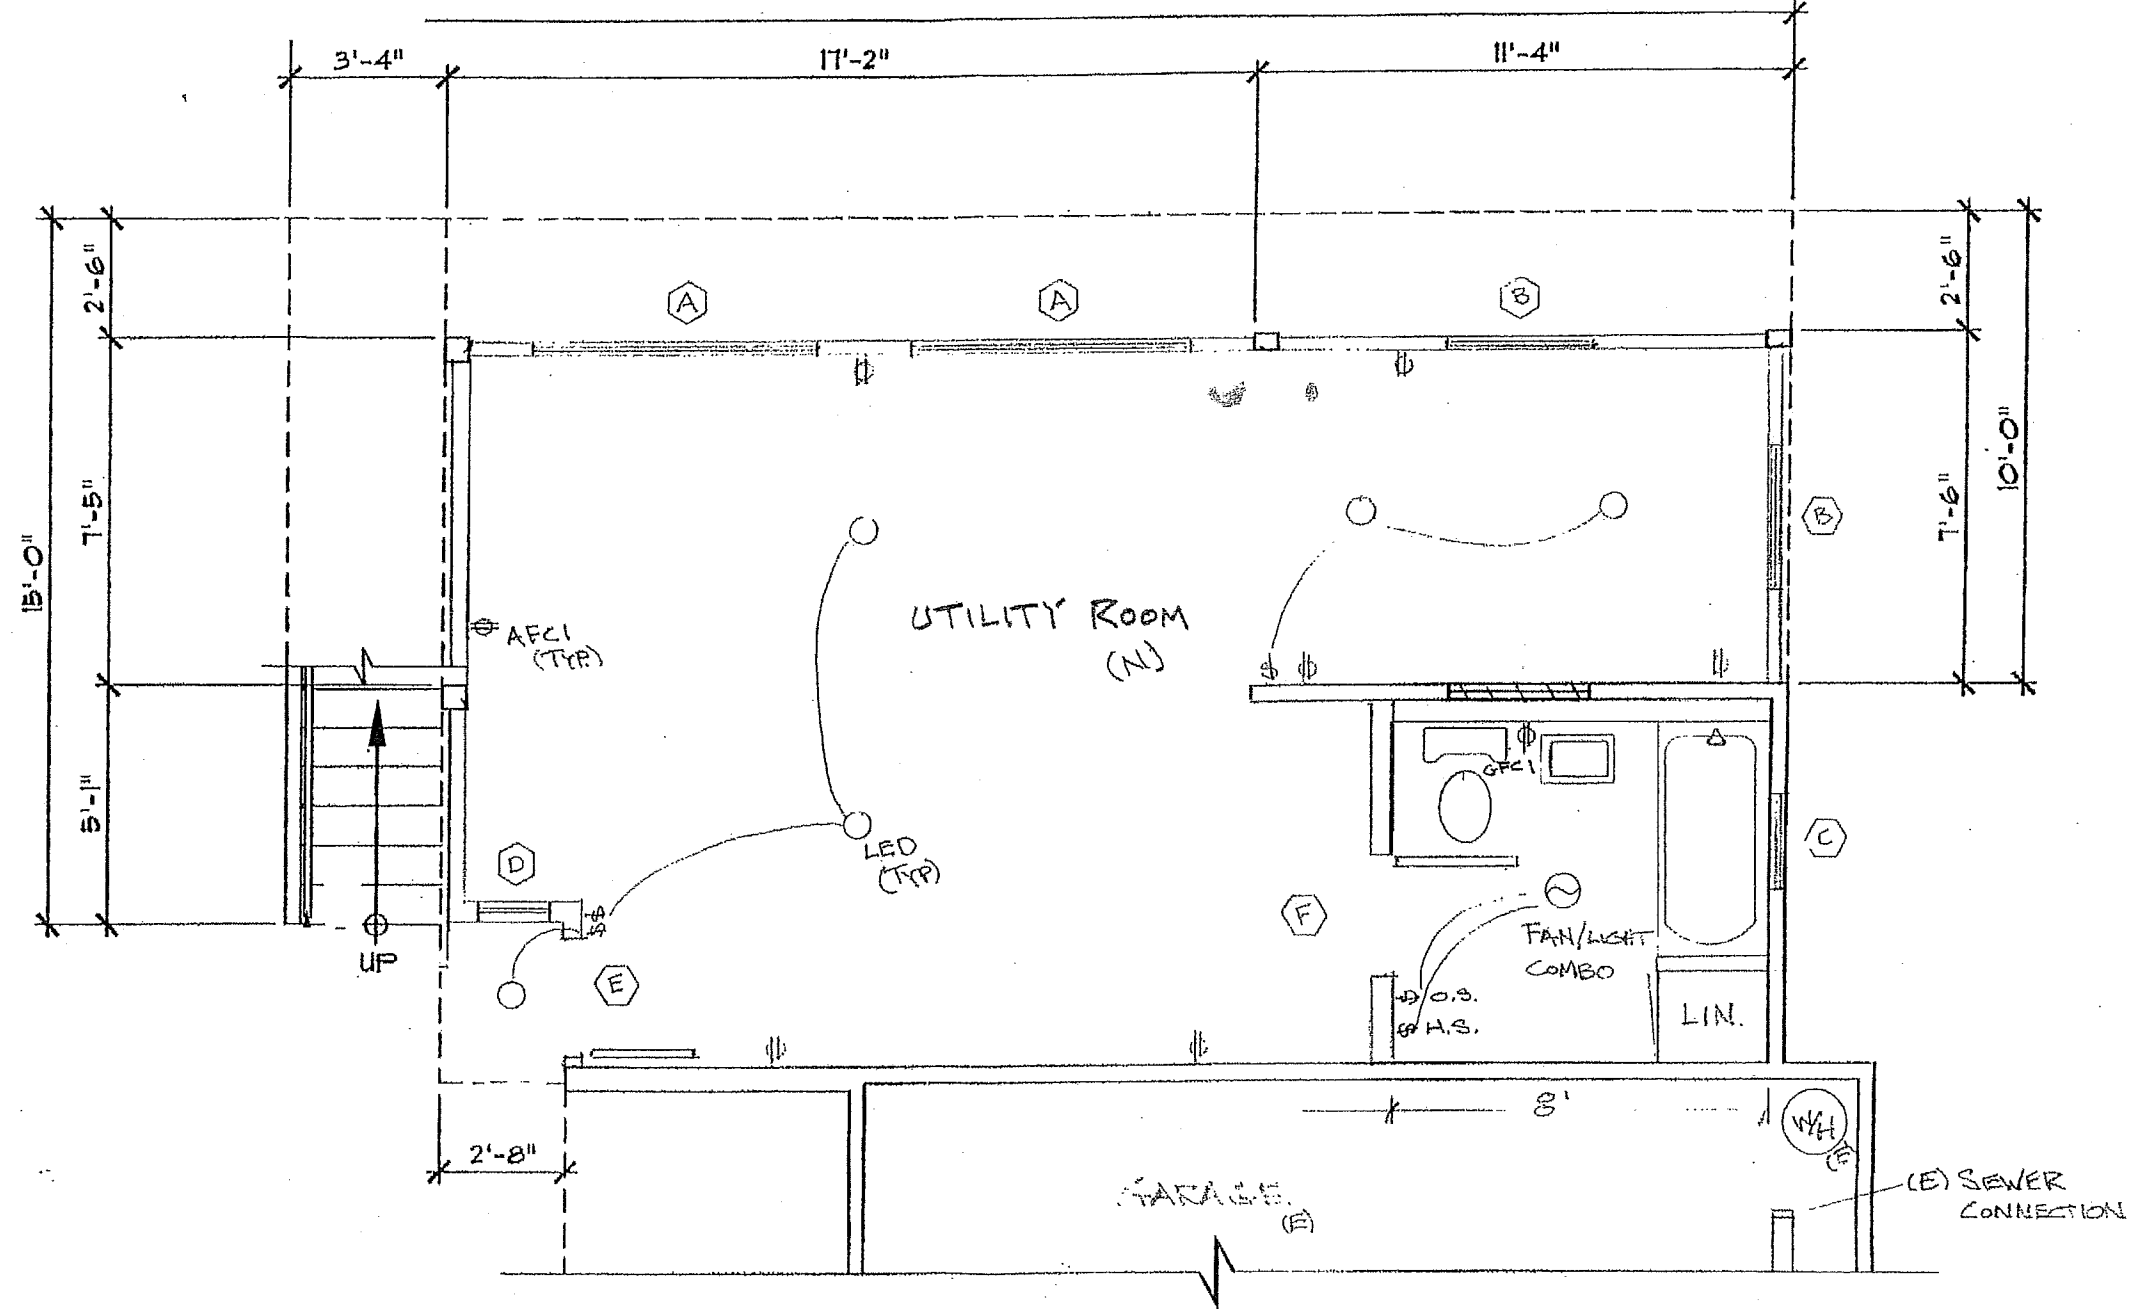 3'-4"
17'-2"
11'-4"
2'-6"
2'-6"
A
A
B
15'-0"
7'-5"
10'-0"
7'-6"
B
UTILITY ROOM
(N)
AFCI
(TYP.)
GFCI
5'-1"
C
LED
(TYP)
D
F
FAN/LIGHT
COMBO
UP
E
$
$
$
O.S.
$ H.S.
LIN.
8'
W/H
(E)
2'-8"
GARAGE
(E)
(E) SEWER
CONNECTION